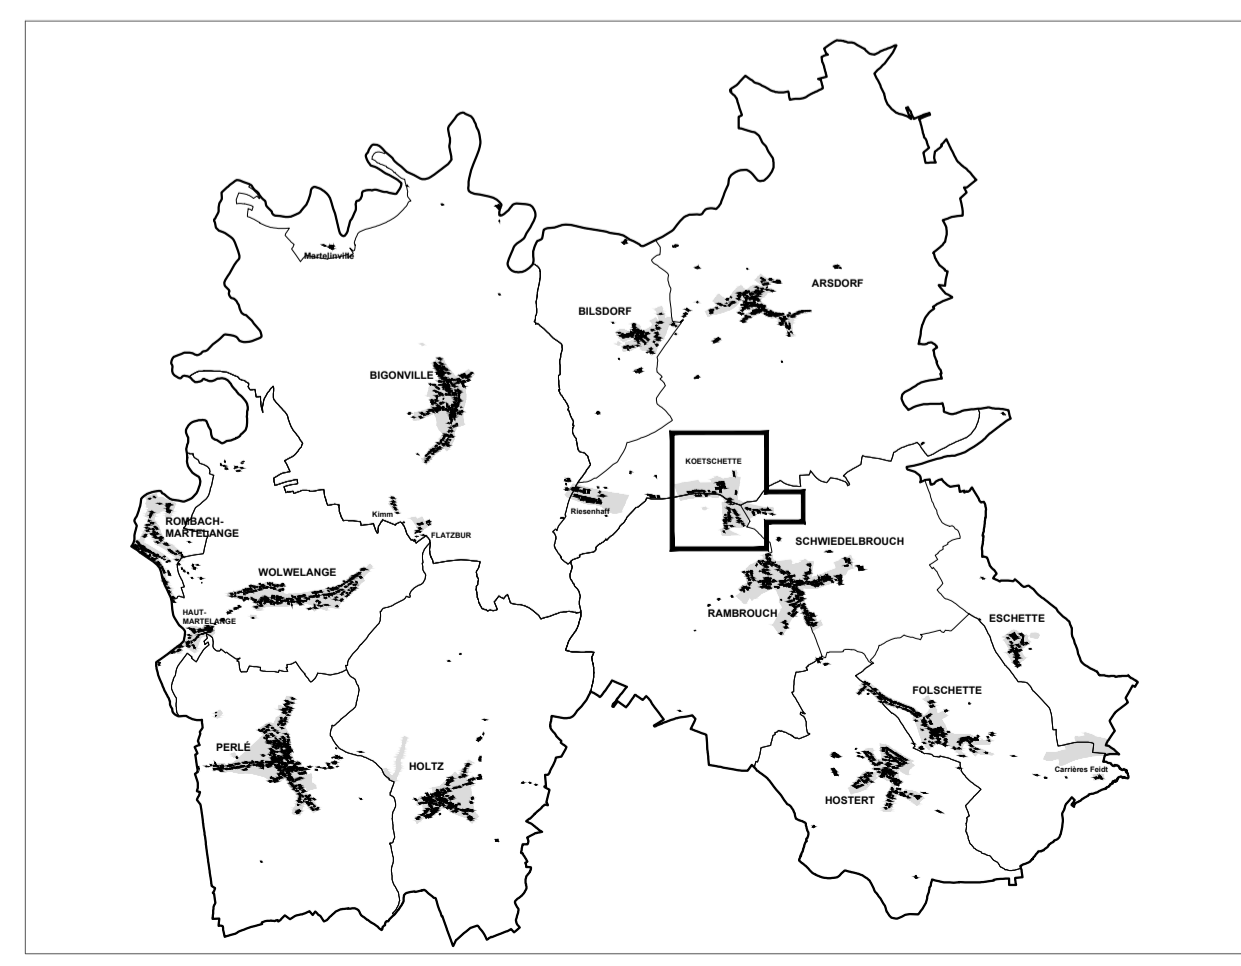 Martelinville
ARSDORF
BILSDORF
BIGONVILLE
KOETSCHETTE
Riesenhaff
Kimm
FLATZBUR
ROMBACH-
MARTELANGE
SCHWIEDELBROUCH
WOLWELANGE
HAUT-
MARTELANGE
RAMBROUCH
ESCHETTE
FOLSCHETTE
PERLÉ
HOLTZ
Carrières Feidt
HOSTERT